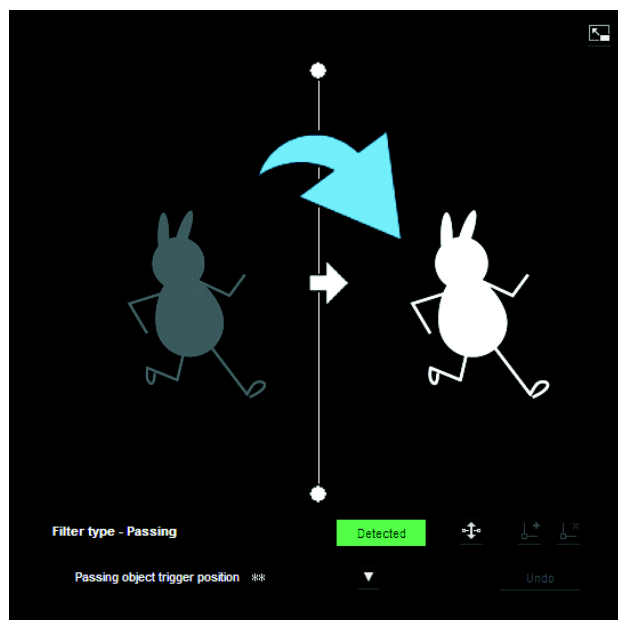 Filter type - Passing Detected
Passing object trigger position ** Undo